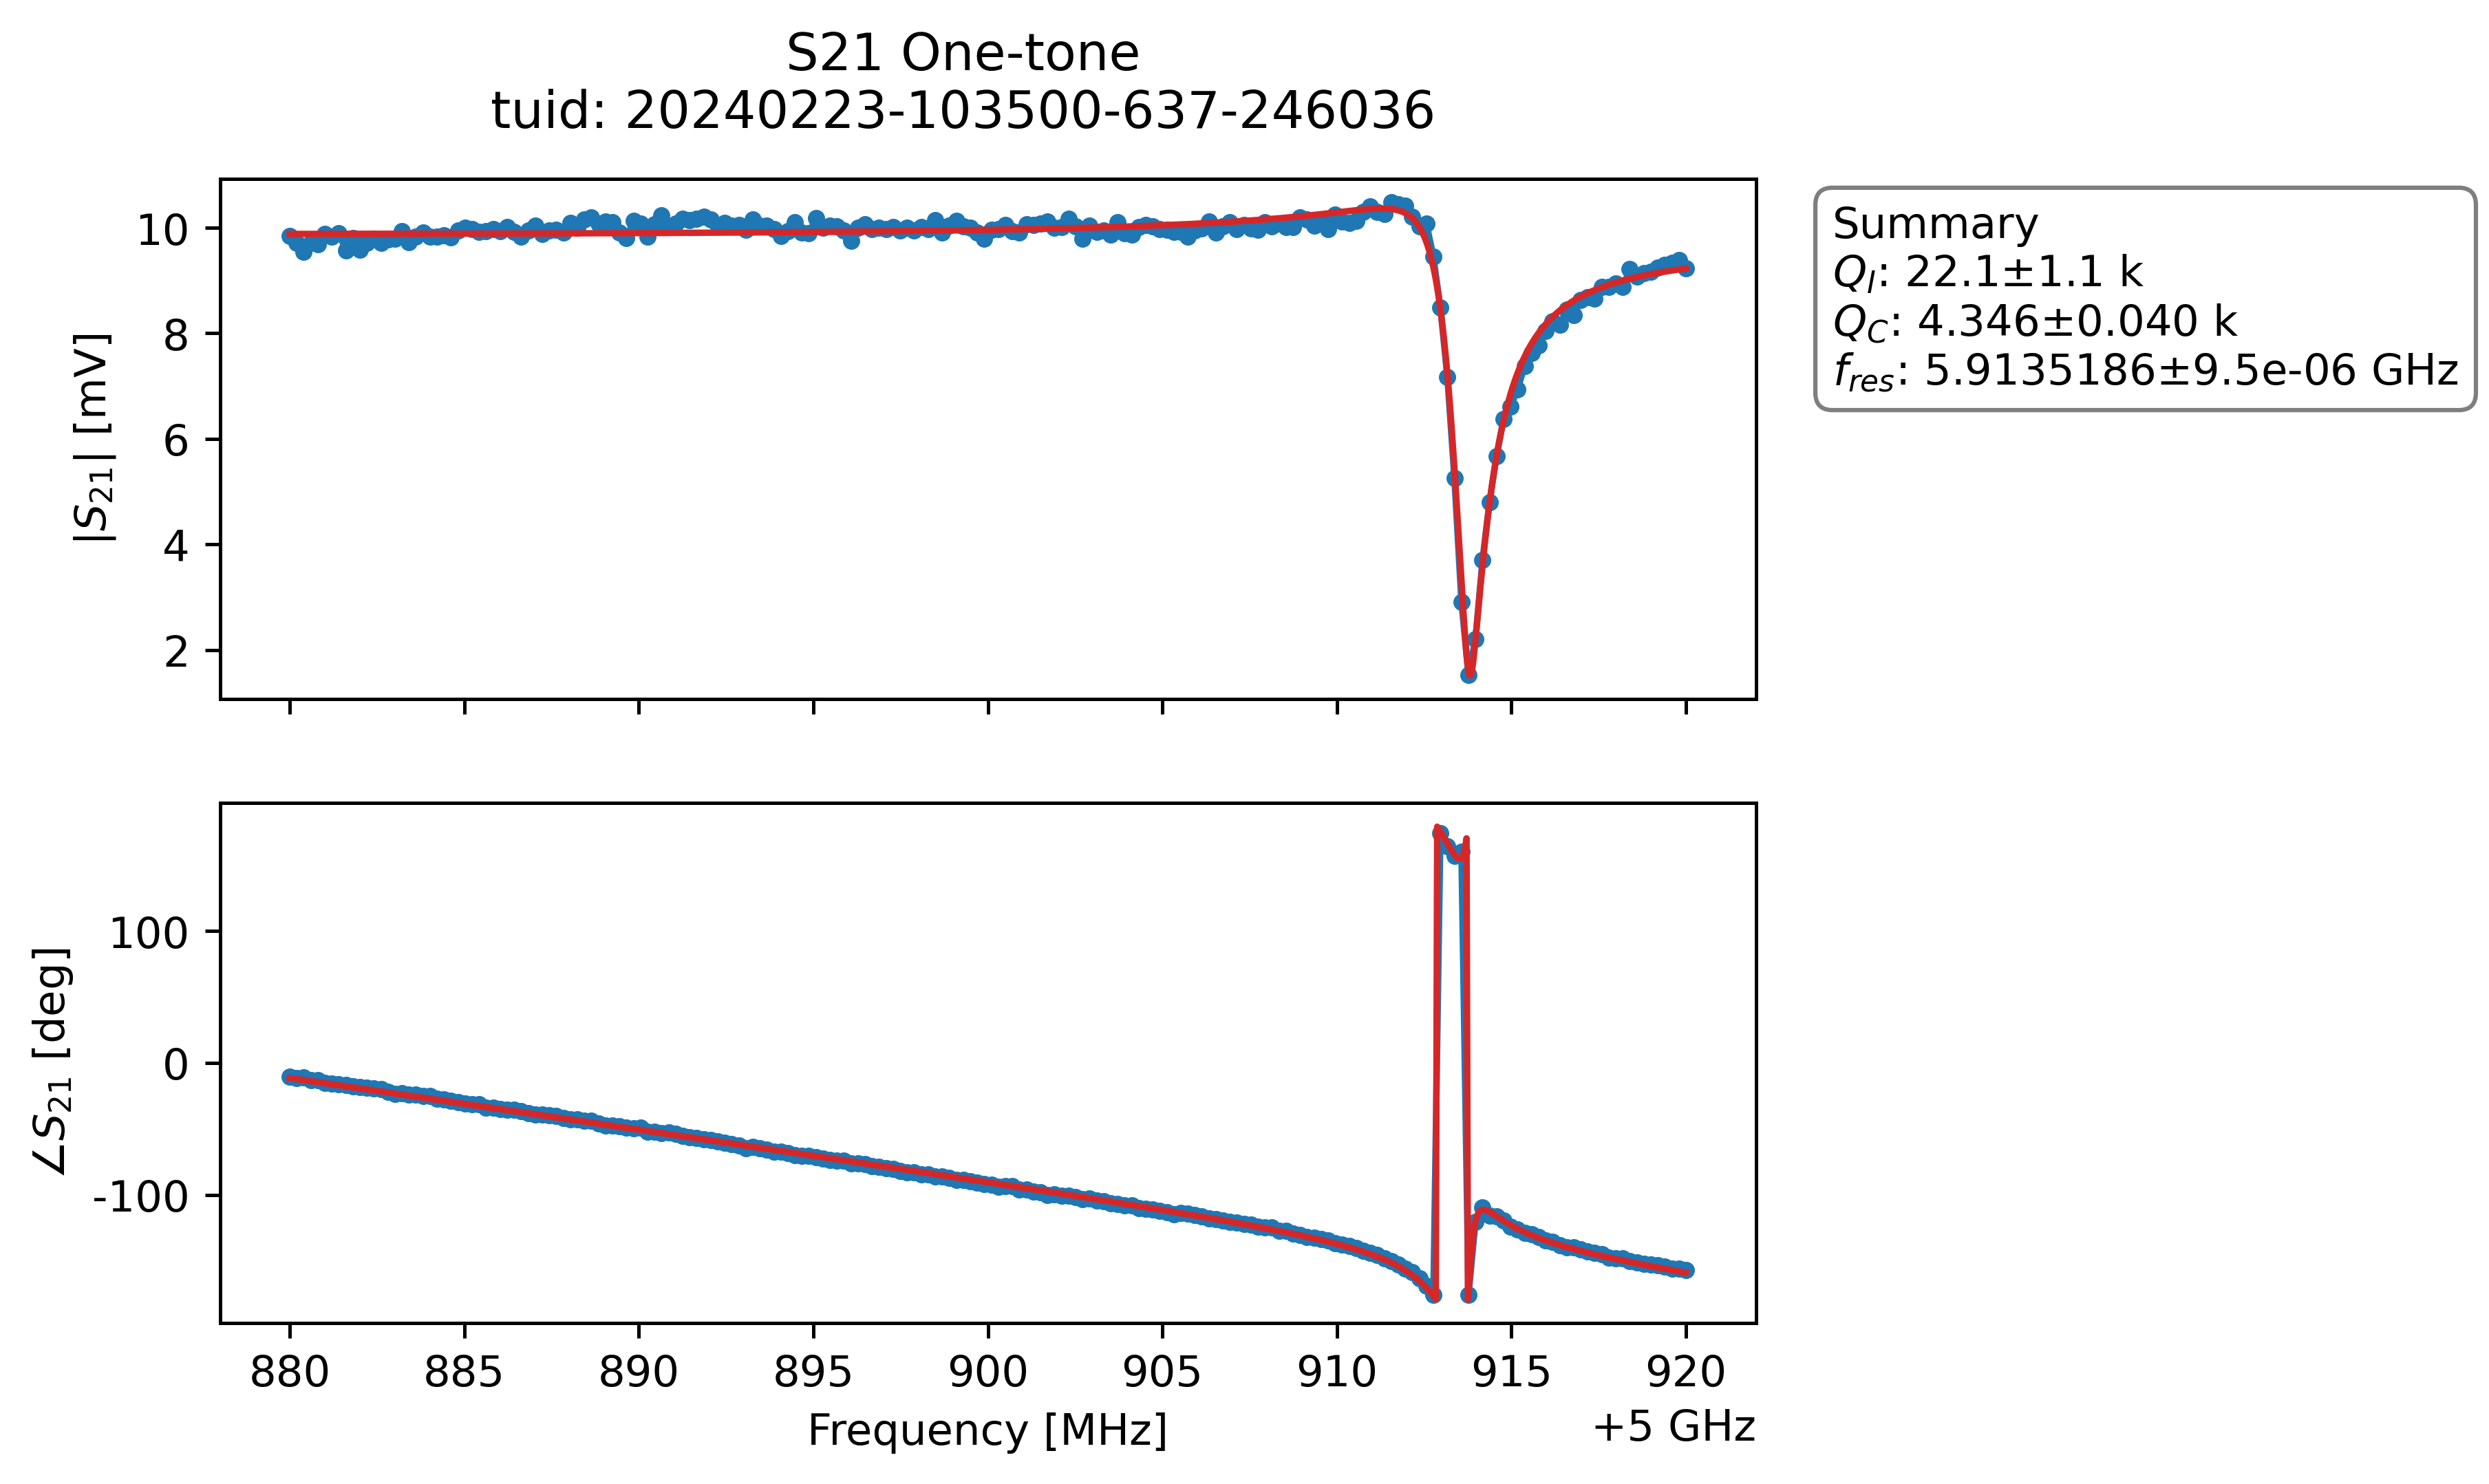 S21 One-tone
tuid: 20240223-103500-637-246036
|S21| [mV]
10
8
6
4
2
Summary
QI: 22.1±1.1 k
QC: 4.346±0.040 k
fres: 5.9135186±9.5e-06 GHz
∠S21 [deg]
100
0
-100
880 885 890 895 900 905 910 915 920
Frequency [MHz]
+5 GHz